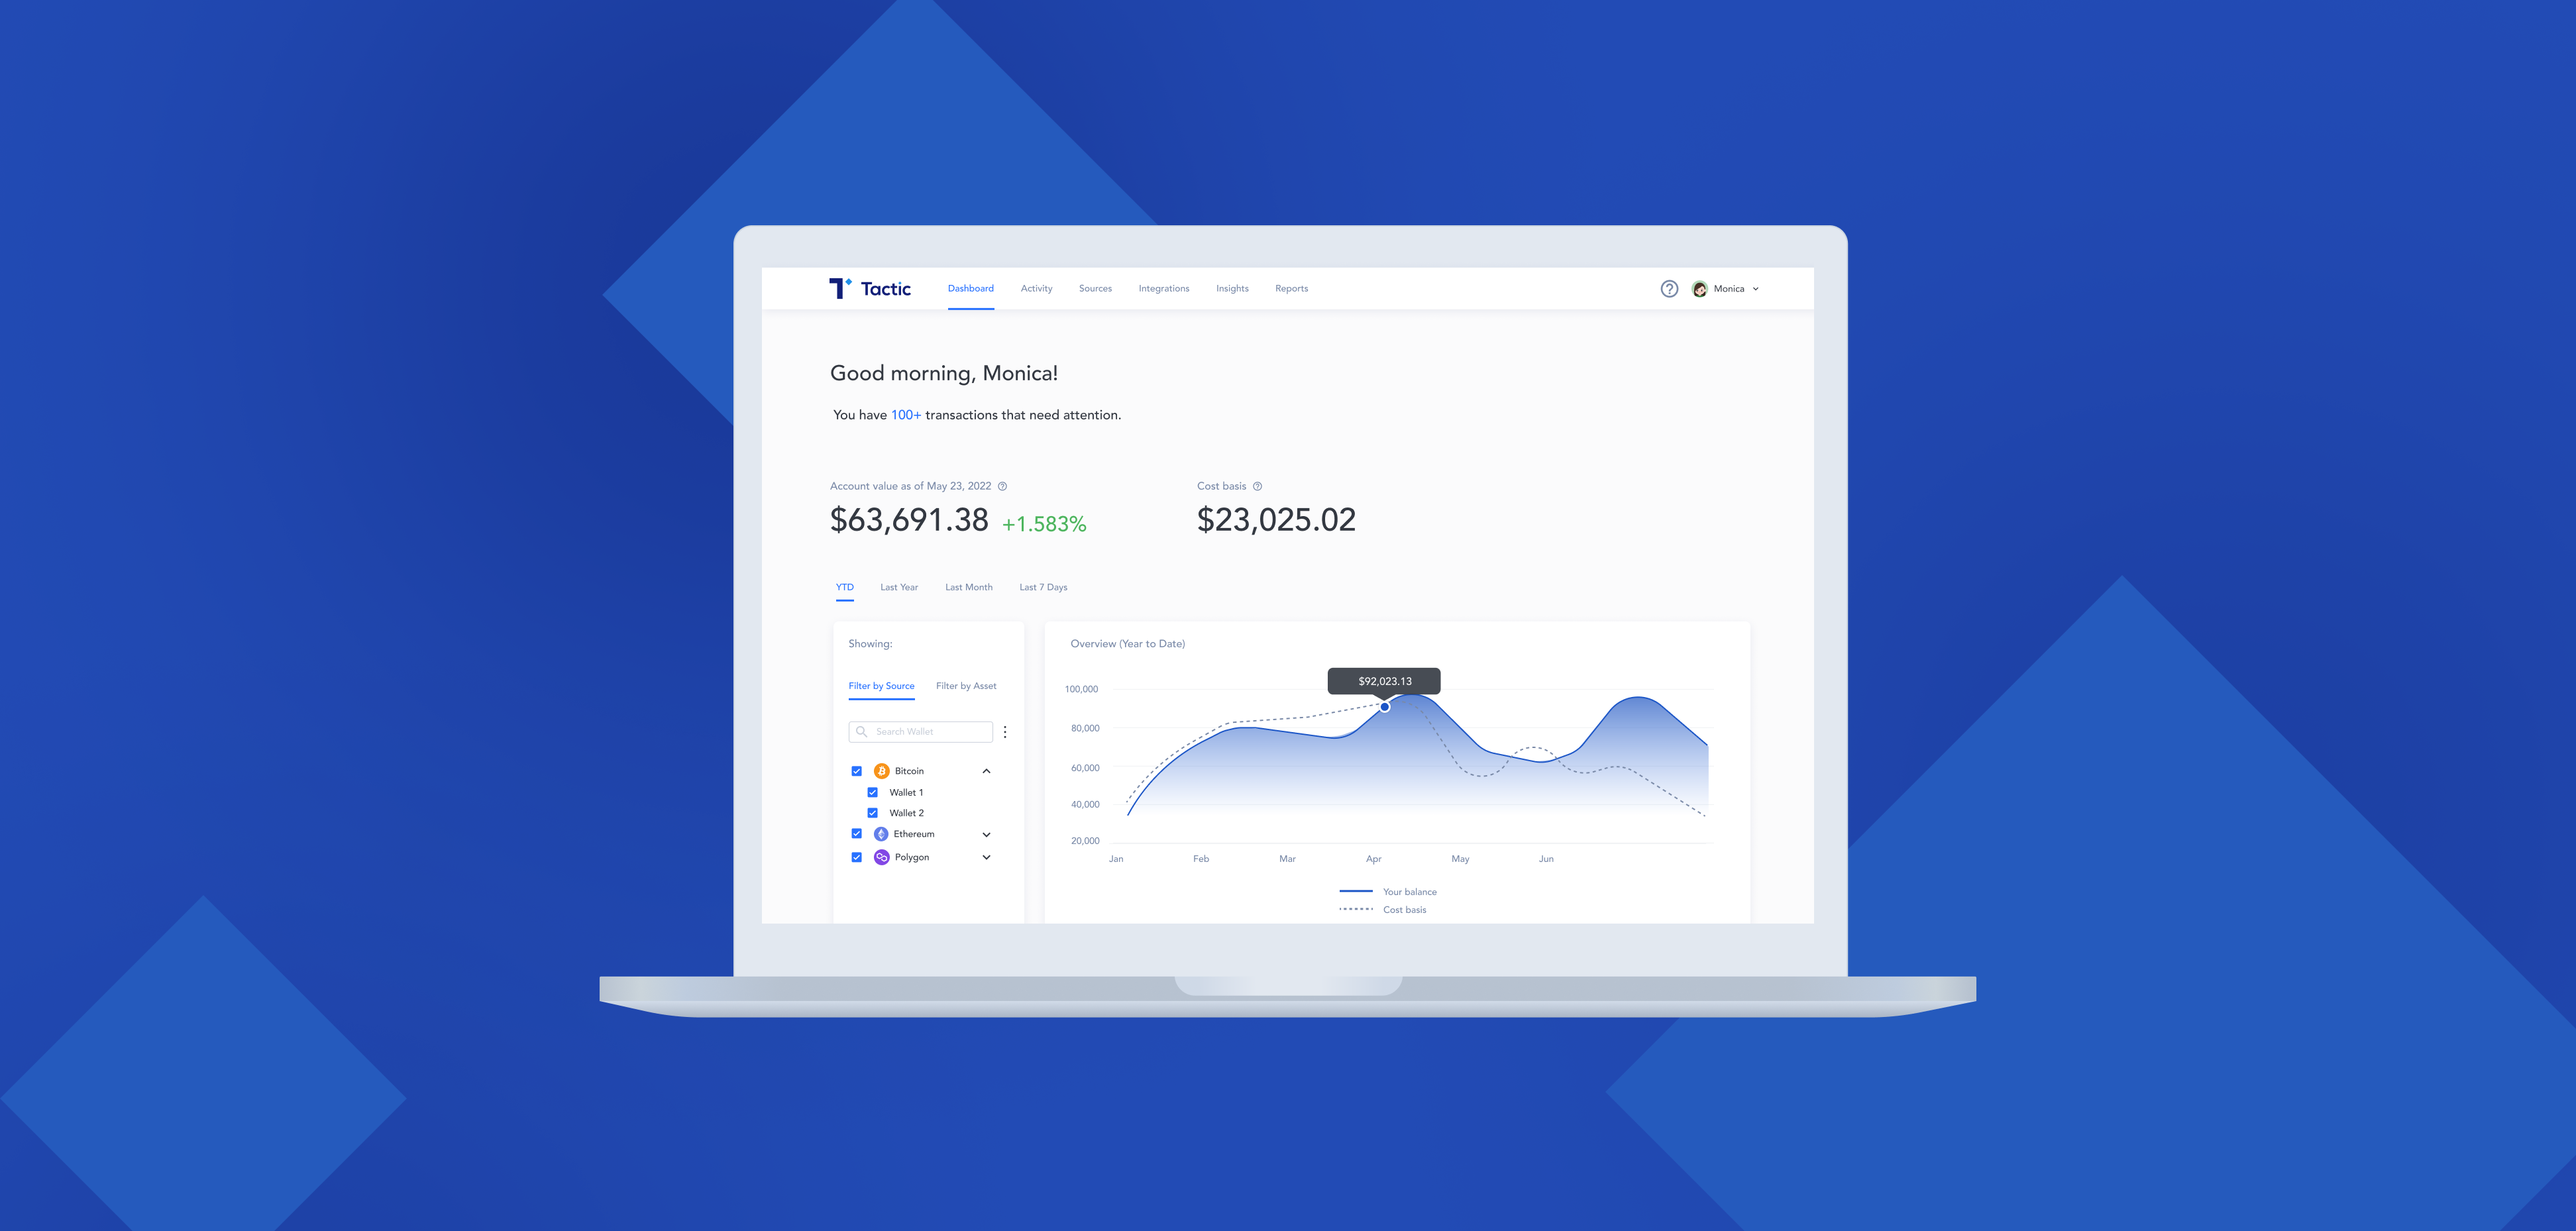 Tactic Dashboard Activity Sources Integrations Insights Reports Monica
Good morning, Monica!
You have 100+ transactions that need attention.
Account value as of May 23, 2022
$63,691.38 +1.583%
Cost basis
$23,025.02
YTD Last Year Last Month Last 7 Days
Showing:
Filter by Source Filter by Asset
Search Wallet
Bitcoin
Wallet 1
Wallet 2
Ethereum
Polygon
Overview (Year to Date)
$92,023.13
100,000
80,000
60,000
40,000
20,000
Jan Feb Mar Apr May Jun
Your balance
Cost basis